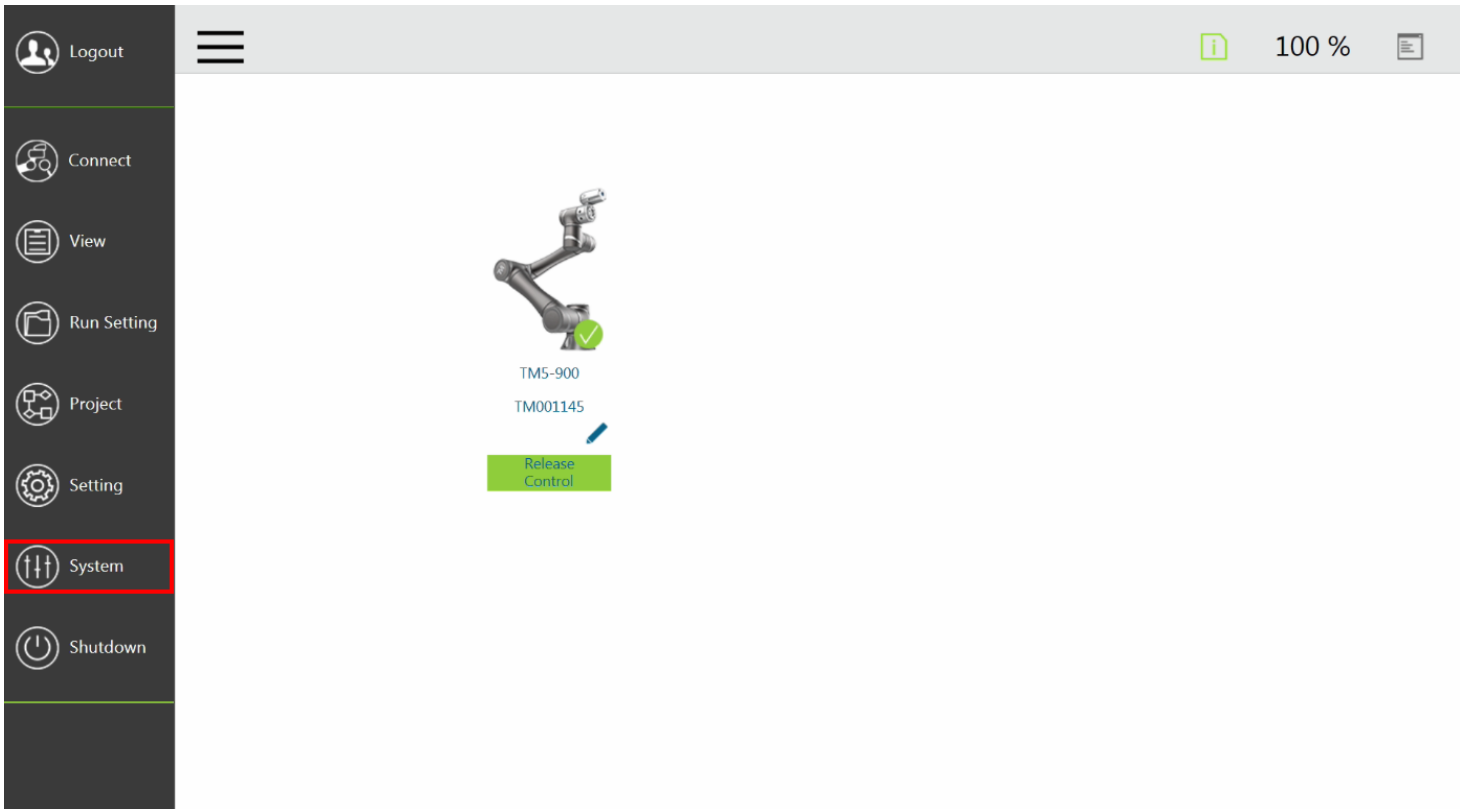 Logout
100 %
Connect
View
Run Setting
Project
Setting
System
Shutdown
TM5-900
TM001145
Release
Control